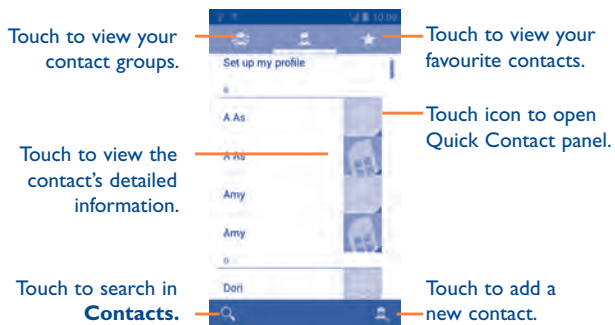 Touch to view your
contact groups.
Touch to view the
contact's detailed
information.
Touch to search in
Contacts.
10:00
Set up my profile
A As
A As
Amy
Amy
Dori
Touch to view your
favourite contacts.
Touch icon to open
Quick Contact panel.
Touch to add a
new contact.